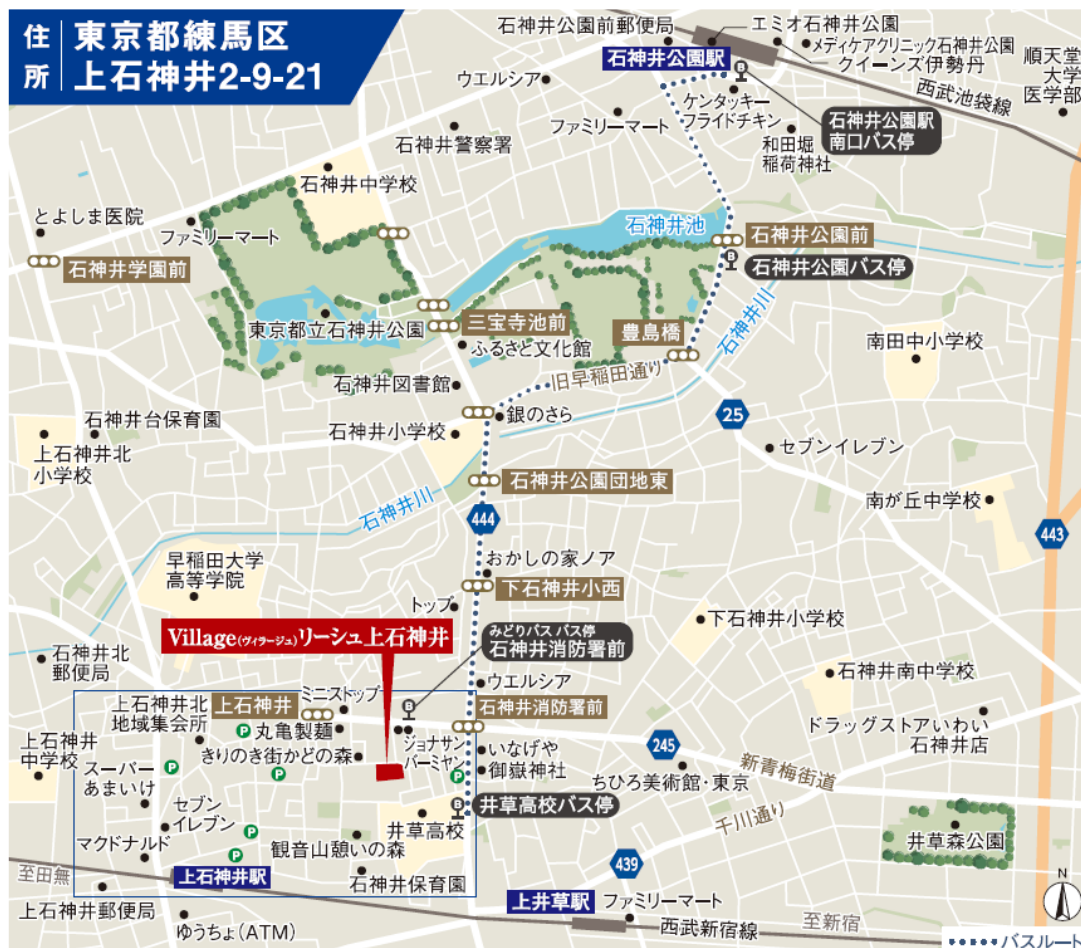 住所
東京都練馬区
上石神井2-9-21
石神井公園前郵便局
エミオ石神井公園
石神井公園駅
メディケアクリニック石神井公園
クイーンズ伊勢丹
順天堂
大学
医学部
西武池袋線
ウエルシア
ケンタッキー
フライドチキン
石神井公園駅
南口バス停
ファミリーマート
和田堀
稲荷神社
石神井警察署
石神井中学校
とよしま医院
ファミリーマート
石神井池
石神井公園前
石神井学園前
石神井公園バス停
石神井川
東京都立石神井公園
三宝寺池前
豊島橋
ふるさと文化館
南田中小学校
旧早稲田通り
石神井図書館
石神井台保育園
銀のさら
25
石神井小学校
上石神井北
小学校
セブンイレブン
石神井公園団地東
石神井川
南が丘中学校
444
443
早稲田大学
高等学院
おかしの家ノア
下石神井小西
トップ
下石神井小学校
Village(ヴィラージュ)リーシュ上石神井
みどりバス バス停
石神井消防署前
石神井北
郵便局
石神井南中学校
ウエルシア
ミニストップ
上石神井
上石神井北
地域集会所
石神井消防署前
ドラッグストアいわい
石神井店
丸亀製麺
ジョナサン
バーミヤン
245
上石神井
中学校
きりのき街かどの森
いなげや
御嶽神社
新青梅街道
ちひろ美術館・東京
スーパー
あまいけ
P
P
P
P
P
P
B
B
B
B
セブン
イレブン
井草高校バス停
千川通り
井草高校
マクドナルド
観音山憩いの森
井草森公園
439
至田無
上石神井駅
石神井保育園
N
上石神井郵便局
上井草駅
ファミリーマート
ゆうちょ(ATM)
西武新宿線
至新宿
バスルート